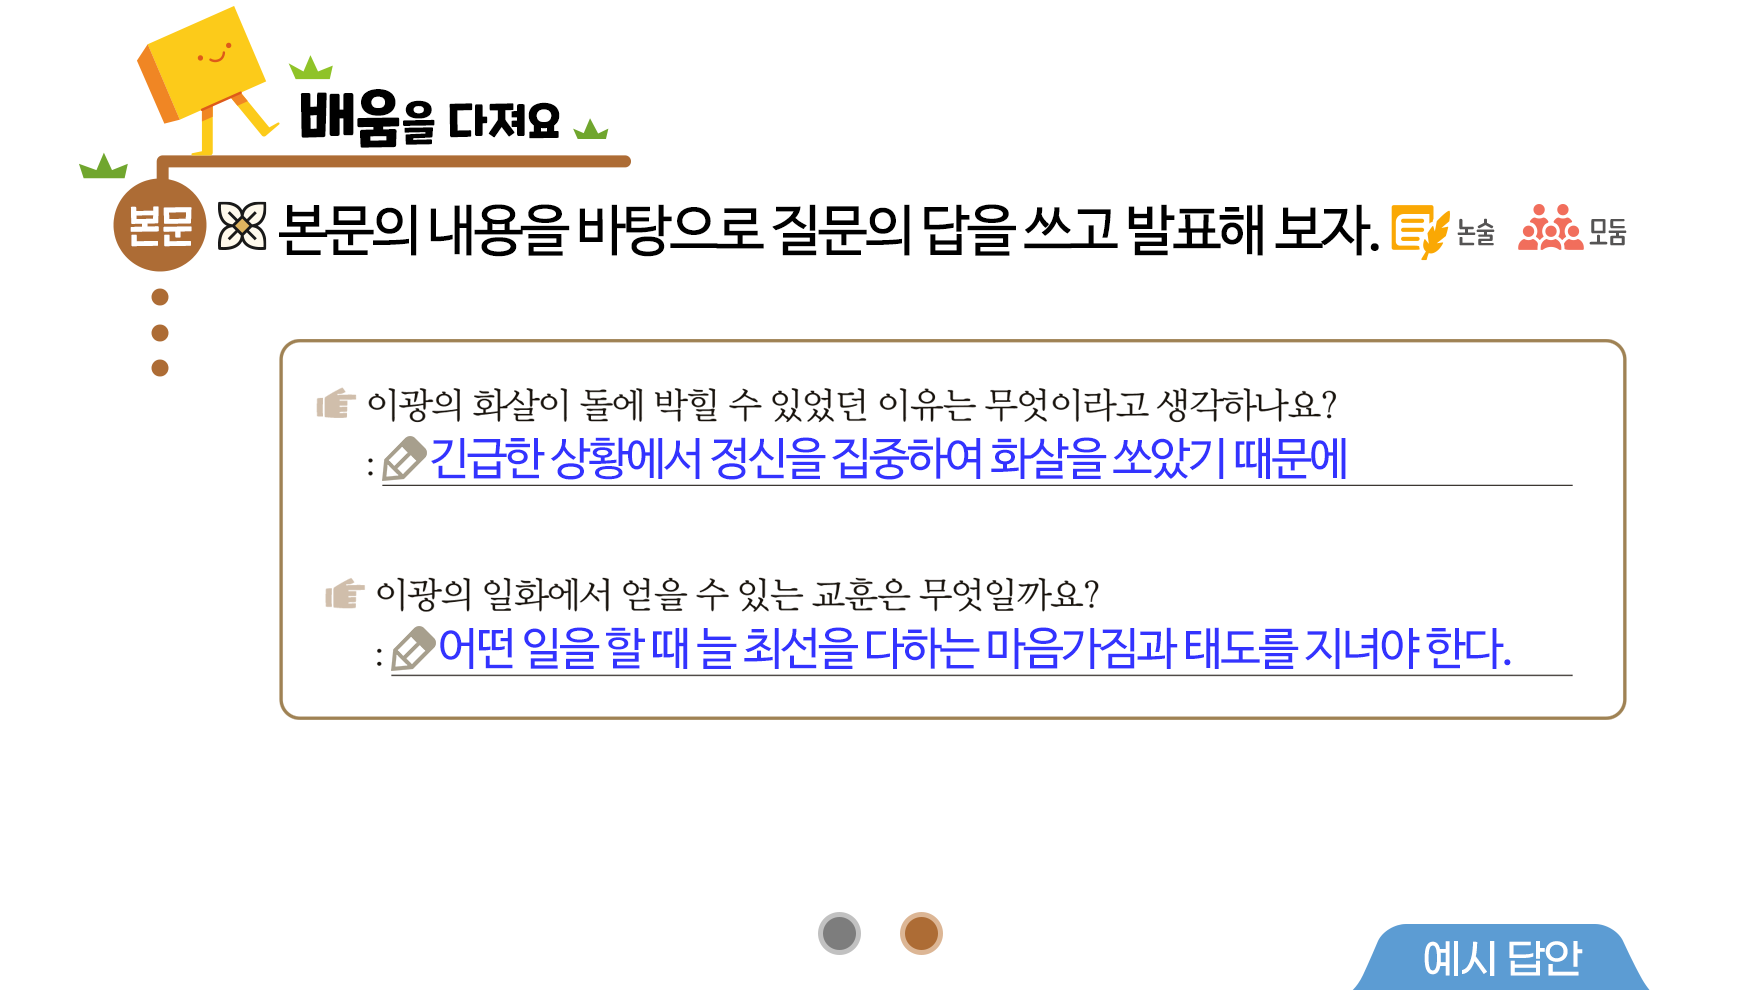 배움을 다져요
본문 본문의 내용을 바탕으로 질문의 답을 쓰고 발표해 보자. 논술 모둠
이광의 화살이 돌에 박힐 수 있었던 이유는 무엇이라고 생각하나요?
: 긴급한 상황에서 정신을 집중하여 화살을 쏘았기 때문에
이광의 일화에서 얻을 수 있는 교훈은 무엇일까요?
: 어떤 일을 할 때 늘 최선을 다하는 마음가짐과 태도를 지녀야 한다.
예시 답안